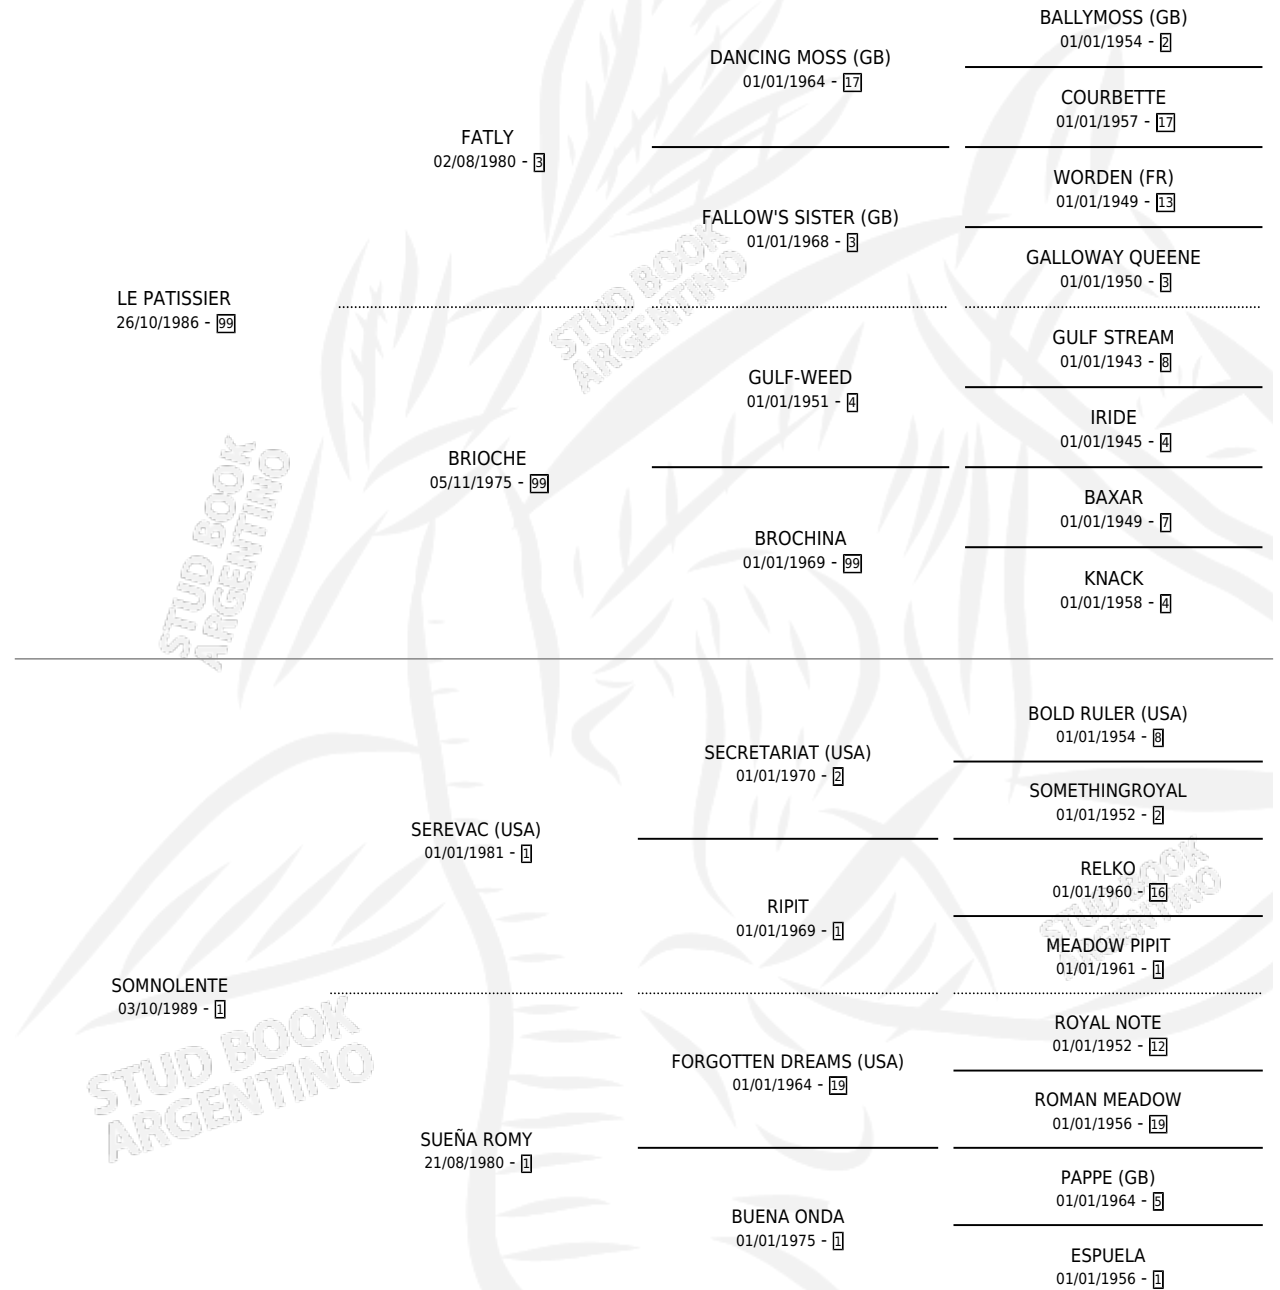 BALLYMOSS (GB)
01/01/1954 - 2
DANCING MOSS (GB)
01/01/1964 - 17
COURBETTE
01/01/1957 - 17
FATLY
02/08/1980 - 3
WORDEN (FR)
01/01/1949 - 13
FALLOW'S SISTER (GB)
01/01/1968 - 3
GALLOWAY QUEENE
01/01/1950 - 3
LE PATISSIER
26/10/1986 - 99
GULF STREAM
01/01/1943 - 8
GULF-WEED
01/01/1951 - 4
IRIDE
01/01/1945 - 4
BRIOCHE
05/11/1975 - 99
BAXAR
01/01/1949 - 7
BROCHINA
01/01/1969 - 99
KNACK
01/01/1958 - 4
BOLD RULER (USA)
01/01/1954 - 8
SECRETARIAT (USA)
01/01/1970 - 2
SOMETHINGROYAL
01/01/1952 - 2
SEREVAC (USA)
01/01/1981 - 1
RELKO
01/01/1960 - 16
RIPIT
01/01/1969 - 1
MEADOW PIPIT
01/01/1961 - 1
SOMNOLENTE
03/10/1989 - 1
ROYAL NOTE
01/01/1952 - 12
FORGOTTEN DREAMS (USA)
01/01/1964 - 19
ROMAN MEADOW
01/01/1956 - 19
SUEÑA ROMY
21/08/1980 - 1
PAPPE (GB)
01/01/1964 - 5
BUENA ONDA
01/01/1975 - 1
ESPUELA
01/01/1956 - 1
STUD BOOK
ARGENTINO
STUD BOOK
ARGENTINO
STUD BOOK
ARGENTINO
STUD BOOK
ARGENTINO